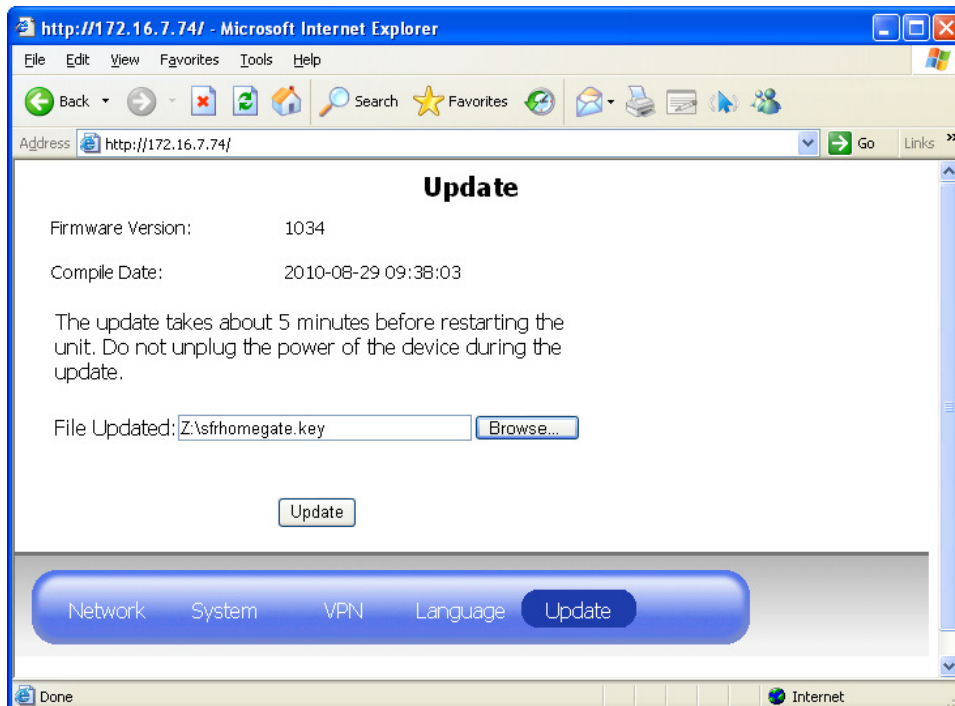 http://172.16.7.74/ - Microsoft Internet Explorer
File Edit View Favorites Tools Help
Back Search Favorites
Address http://172.16.7.74/ Go Links »
Update
Firmware Version: 1034
Compile Date: 2010-08-29 09:38:03
The update takes about 5 minutes before restarting the
unit. Do not unplug the power of the device during the
update.
File Updated: Z:\sfrhomegate.key Browse...
Update
Network System VPN Language Update
Done Internet